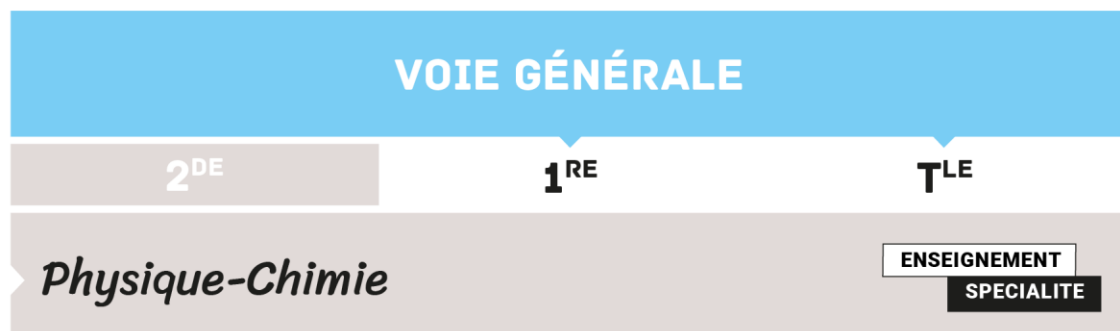 VOIE GÉNÉRALE
2DE 1RE TLE
Physique-Chimie
ENSEIGNEMENT
SPECIALITE